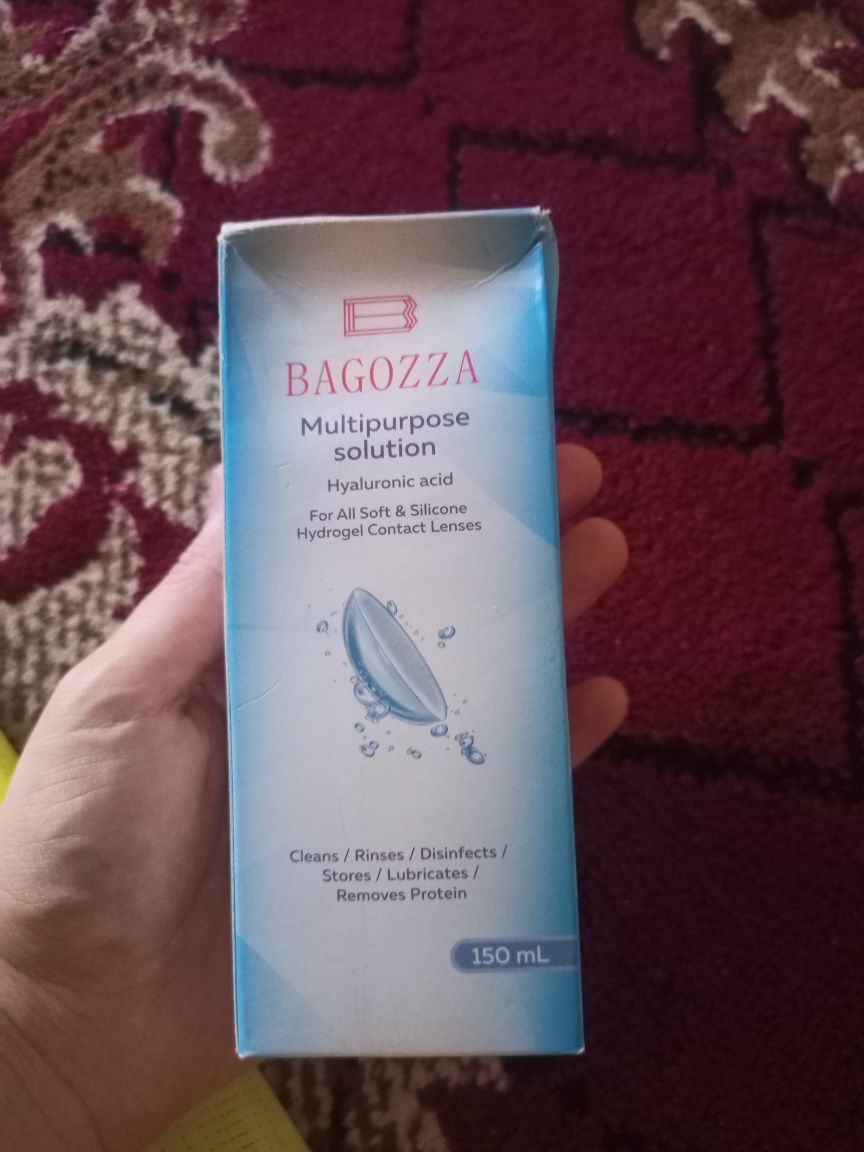 BAGOZZA
Multipurpose
solution
Hyaluronic acid
For All Soft & Silicone
Hydrogel Contact Lenses
Cleans / Rinses / Disinfects /
Stores / Lubricates /
Removes Protein
150 mL